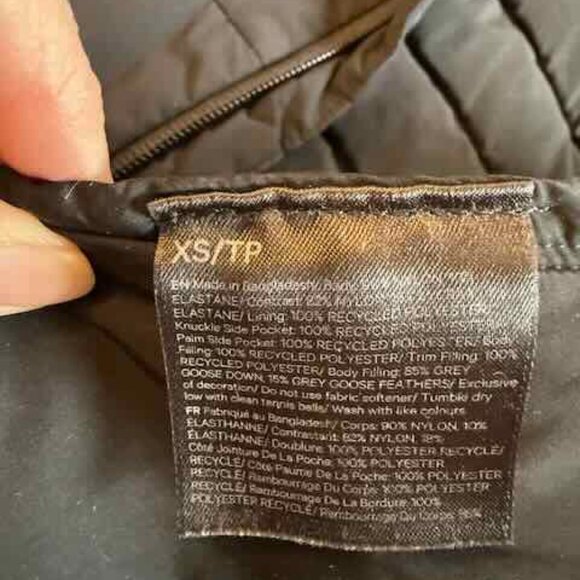 XS/TP
EN Made in Bangladesh/ Body: 90%
ELASTANE/ Contrast: 82% NYLON, 18%
ELASTANE/ Lining: 100% RECYCLED POLYESTER/
Knuckle Side Pocket: 100% RECYCLED POLYESTER/
Palm Side Pocket: 100% RECYCLED POLYESTER/ Body
Filling: 100% RECYCLED POLYESTER/ Trim Filling: 100%
RECYCLED POLYESTER/ Body Filling: 85% GREY
GOOSE DOWN, 15% GREY GOOSE FEATHERS/ Exclusive
of decoration/ Do not use fabric softener/ Tumble dry
low with clean tennis balls/ Wash with like colours.
FR Fabriqué au Bangladesh/ Corps: 90% NYLON, 10%
ÉLASTHANNE/ Contrastant: 82% NYLON, 18%
ÉLASTHANNE/ Doublure: 100% POLYESTER RECYCLÉ/
Côté Jointure De La Poche: 100% POLYESTER
RECYCLÉ/ Côté Paume De La Poche: 100% POLYESTER
RECYCLÉ/ Rembourrage Du Corps: 100% POLYESTER
RECYCLÉ/ Rembourrage De La Bordure: 100%
POLYESTER RECYCLÉ/ Rembourrage Du Corps: 85%